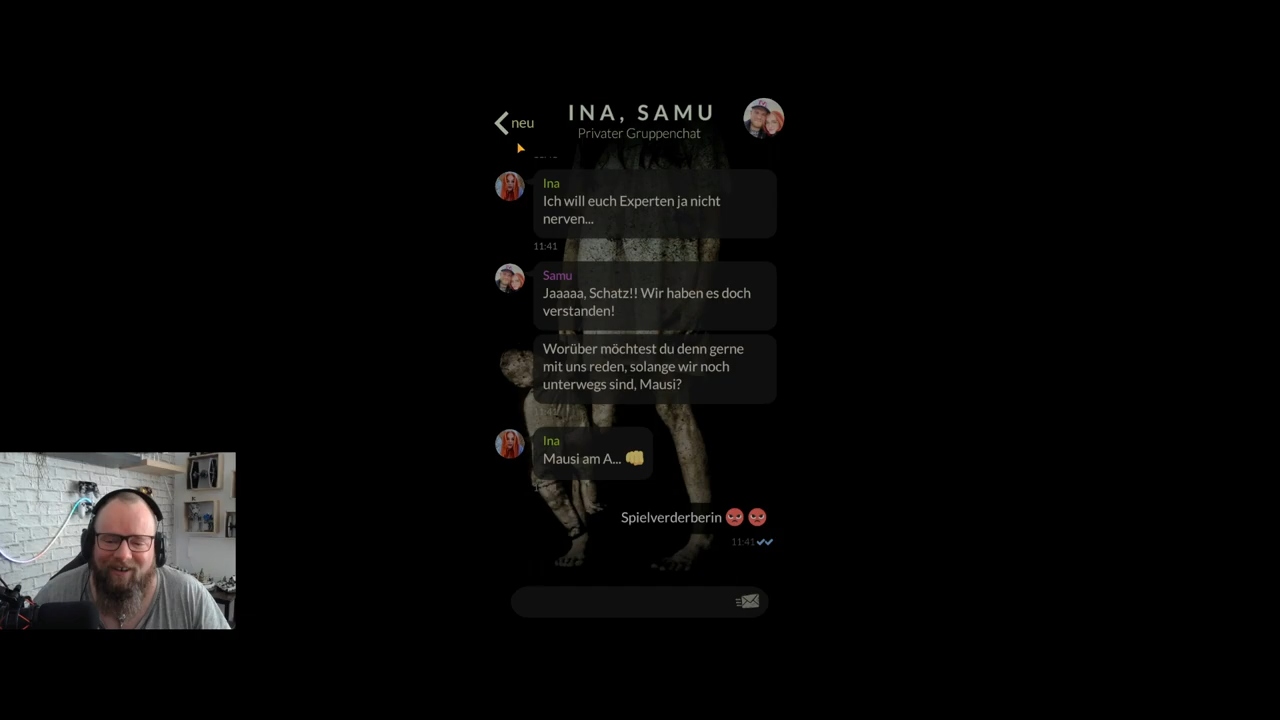 neu
INA, SAMU
Privater Gruppenchat
Ina
Ich will euch Experten ja nicht
nerven...
11:41
Samu
Jaaaaa, Schatz!! Wir haben es doch
verstanden!
Worüber möchtest du denn gerne
mit uns reden, solange wir noch
unterwegs sind, Mausi?
Ina
Mausi am A... 👊
Spielverderberin 😡 😡
11:41